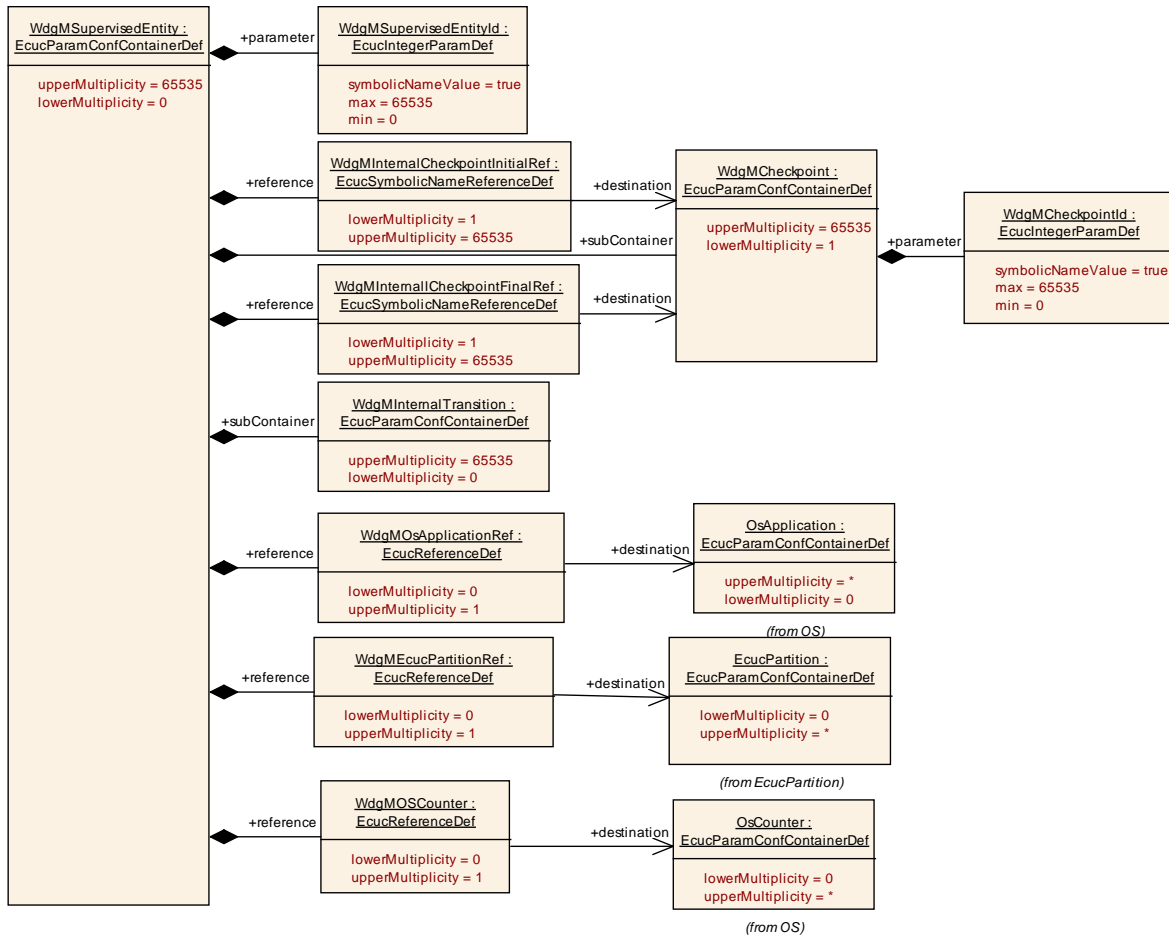 WdgMSupervisedEntity :
EcucParamConfContainerDef
upperMultiplicity = 65535
lowerMultiplicity = 0
+parameter
WdgMSupervisedEntityId :
EcucIntegerParamDef
symbolicNameValue = true
max = 65535
min = 0
+reference
WdgMInternalCheckpointInitialRef :
EcucSymbolicNameReferenceDef
lowerMultiplicity = 1
upperMultiplicity = 65535
+destination
WdgMCheckpoint :
EcucParamConfContainerDef
upperMultiplicity = 65535
lowerMultiplicity = 1
+subContainer
+parameter
WdgMCheckpointId :
EcucIntegerParamDef
symbolicNameValue = true
max = 65535
min = 0
+reference
WdgMInternallCheckpointFinalRef :
EcucSymbolicNameReferenceDef
lowerMultiplicity = 1
upperMultiplicity = 65535
+destination
+subContainer
WdgMInternalTransition :
EcucParamConfContainerDef
upperMultiplicity = 65535
lowerMultiplicity = 0
+reference
WdgMOsApplicationRef :
EcucReferenceDef
lowerMultiplicity = 0
upperMultiplicity = 1
+destination
OsApplication :
EcucParamConfContainerDef
upperMultiplicity = *
lowerMultiplicity = 0
(from OS)
+reference
WdgMEcucPartitionRef :
EcucReferenceDef
lowerMultiplicity = 0
upperMultiplicity = 1
+destination
EcucPartition :
EcucParamConfContainerDef
lowerMultiplicity = 0
upperMultiplicity = *
(from EcucPartition)
+reference
WdgMOSCounter :
EcucReferenceDef
lowerMultiplicity = 0
upperMultiplicity = 1
+destination
OsCounter :
EcucParamConfContainerDef
lowerMultiplicity = 0
upperMultiplicity = *
(from OS)